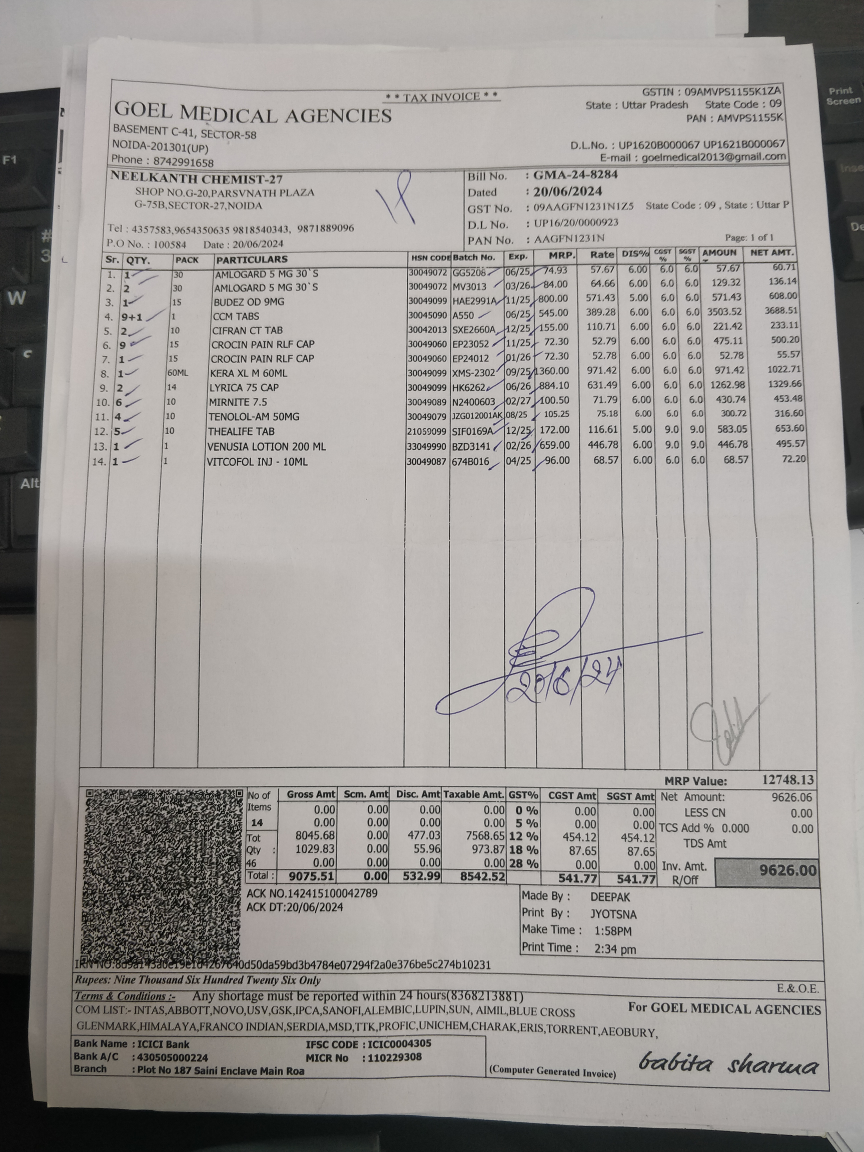 * * TAX INVOICE * *
GOEL MEDICAL AGENCIES
BASEMENT C-41, SECTOR-58
NOIDA-201301(UP)
Phone : 8742991658
GSTIN : 09AMVPS1155K1ZA
State : Uttar Pradesh State Code : 09
PAN : AMVPS1155K
D.L.No. : UP1620B000067 UP1621B000067
E-mail : goelmedical2013@gmail.com
NEELKANTH CHEMIST-27
SHOP NO.G-20,PARSVNATH PLAZA
G-75B,SECTOR-27,NOIDA
Tel : 4357583,9654350635 9818540343, 9871889096
P.O No. : 100584 Date : 20/06/2024
Bill No. : GMA-24-8284
Dated : 20/06/2024
GST No. : 09AAGFN1231N1Z5 State Code : 09 , State : Uttar P
D.L No. : UP16/20/0000923
PAN No. : AAGFN1231N Page: 1 of 1
Sr. QTY. PACK PARTICULARS HSN CODE Batch No. Exp. MRP. Rate DIS% CGST % SGST % AMOUN NET AMT.
1. 1 30 AMLOGARD 5 MG 30`S 30049072 GG5208 06/25 74.93 57.67 6.00 6.0 6.0 57.67 60.71
2. 2 30 AMLOGARD 5 MG 30`S 30049072 MV3013 03/26 84.00 64.66 6.00 6.0 6.0 129.32 136.14
3. 1 15 BUDEZ OD 9MG 30049099 HAE2991A 11/25 800.00 571.43 5.00 6.0 6.0 571.43 608.00
4. 9+1 1 CCM TABS 30045090 A550 06/25 545.00 389.28 6.00 6.0 6.0 3503.52 3688.51
5. 2 10 CIFRAN CT TAB 30042013 SXE2660A 12/25 155.00 110.71 6.00 6.0 6.0 221.42 233.11
6. 9 15 CROCIN PAIN RLF CAP 30049060 EP23052 11/25 72.30 52.79 6.00 6.0 6.0 475.11 500.20
7. 1 15 CROCIN PAIN RLF CAP 30049060 EP24012 01/26 72.30 52.78 6.00 6.0 6.0 52.78 55.57
8. 1 60ML KERA XL M 60ML 30049099 XMS-2302 09/25 1360.00 971.42 6.00 6.0 6.0 971.42 1022.71
9. 2 14 LYRICA 75 CAP 30049099 HK6262 06/26 884.10 631.49 6.00 6.0 6.0 1262.98 1329.66
10. 6 10 MIRNITE 7.5 30049089 N2400603 02/27 100.50 71.79 6.00 6.0 6.0 430.74 453.48
11. 4 10 TENOLOL-AM 50MG 30049079 JZG012001AK 08/25 105.25 75.18 6.00 6.0 6.0 300.72 316.60
12. 5 10 THEALIFE TAB 21059099 SIF0169A 12/25 172.00 116.61 5.00 9.0 9.0 583.05 653.60
13. 1 1 VENUSIA LOTION 200 ML 33049990 BZD3141 02/26 659.00 446.78 6.00 9.0 9.0 446.78 495.57
14. 1 1 VITCOFOL INJ - 10ML 30049087 674B016 04/25 96.00 68.57 6.00 6.0 6.0 68.57 72.20
20/6/24
MRP Value: 12748.13
No of Items 14 Tot Qty : 46
Gross Amt Scm. Amt Disc. Amt Taxable Amt. GST% CGST Amt SGST Amt
0.00 0.00 0.00 0.00 0 % 0.00 0.00
0.00 0.00 0.00 0.00 5 % 0.00 0.00
8045.68 0.00 477.03 7568.65 12 % 454.12 454.12
1029.83 0.00 55.96 973.87 18 % 87.65 87.65
0.00 0.00 0.00 0.00 28 % 0.00 0.00
Total : 9075.51 0.00 532.99 8542.52 541.77 541.77
Net Amount: 9626.06
LESS CN 0.00
TCS Add % 0.000 0.00
TDS Amt
Inv. Amt. 9626.00
R/Off
ACK NO.142415100042789
ACK DT:20/06/2024
Made By : DEEPAK
Print By : JYOTSNA
Make Time : 1:58PM
Print Time : 2:34 pm
Rupees: Nine Thousand Six Hundred Twenty Six Only
E.& O.E.
Terms & Conditions :- Any shortage must be reported within 24 hours(8368213881)
COM LIST:- INTAS,ABBOTT,NOVO,USV,GSK,IPCA,SANOFI,ALEMBIC,LUPIN,SUN, AIMIL,BLUE CROSS
GLENMARK,HIMALAYA,FRANCO INDIAN,SERDIA,MSD,TTK,PROFIC,UNICHEM,CHARAK,ERIS,TORRENT,AEOBURY,
For GOEL MEDICAL AGENCIES
Bank Name : ICICI Bank IFSC CODE : ICIC0004305
Bank A/C : 430505000224 MICR No : 110229308
Branch : Plot No 187 Saini Enclave Main Roa
(Computer Generated Invoice)
babita sharma
F1
W
Alt
Print
Screen